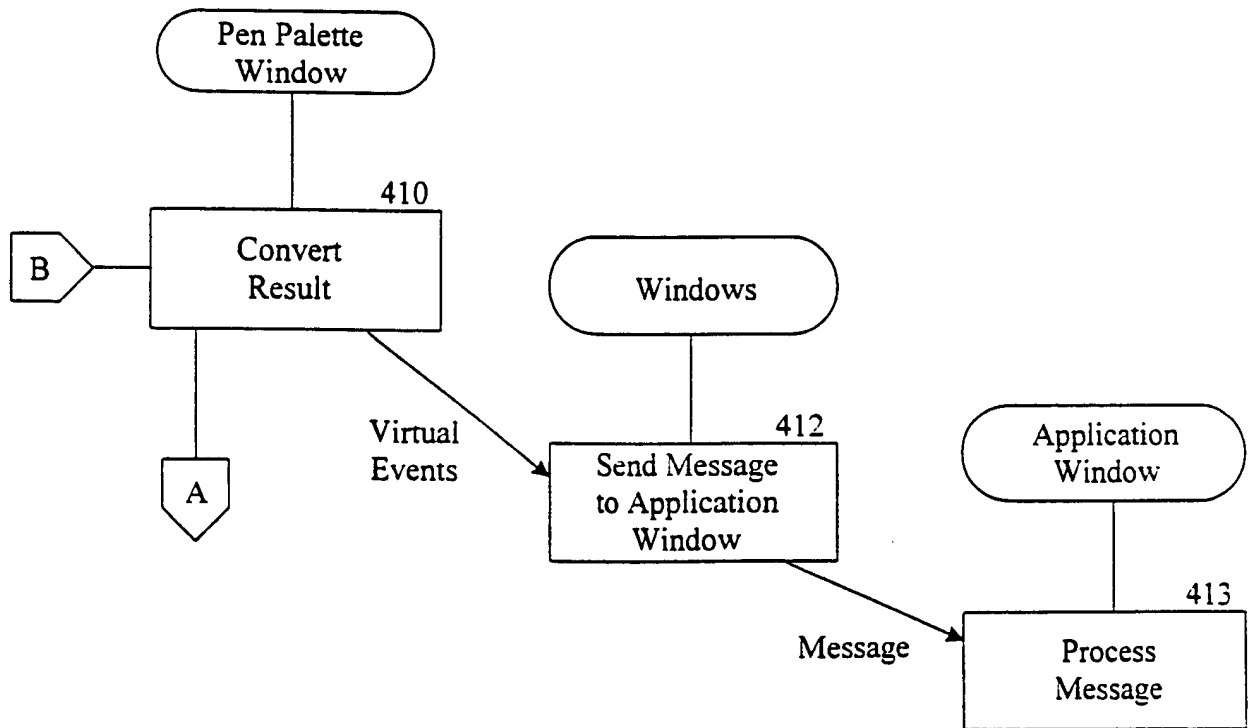 Pen Palette
Window
410
Convert
Result
B
A
Virtual
Events
Windows
412
Send Message
to Application
Window
Message
Application
Window
413
Process
Message